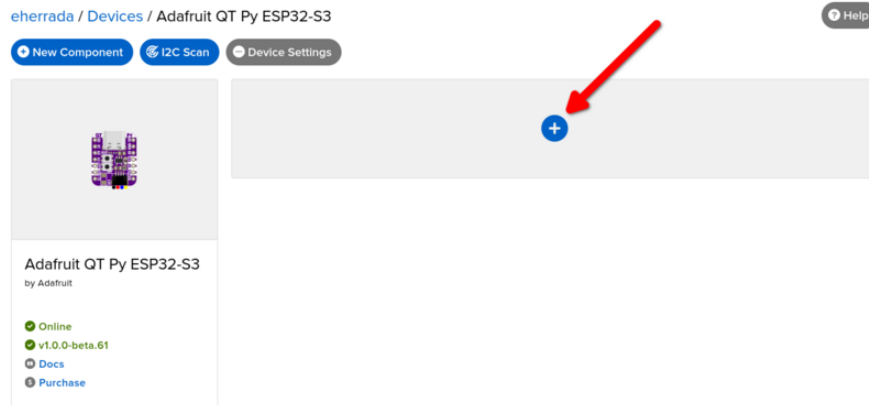 eherrada / Devices / Adafruit QT Py ESP32-S3
Help
New Component
I2C Scan
Device Settings
Adafruit QT Py ESP32-S3
by Adafruit
Online
v1.0.0-beta.61
Docs
Purchase